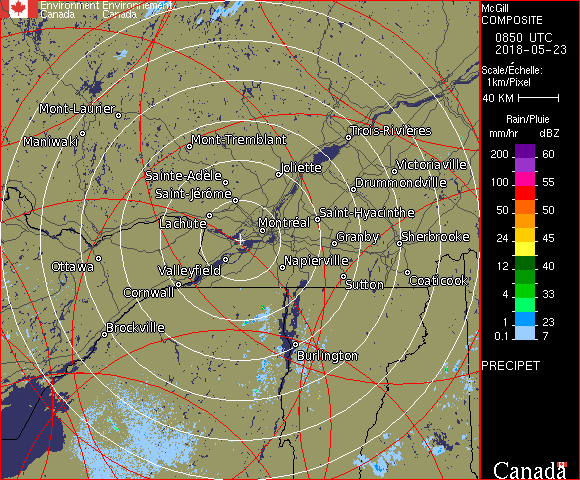 Environment Environnement
Canada Canada
Mont-Laurier
Maniwaki
Mont-Tremblant
Trois-Rivières
Sainte-Adèle
Joliette
Victoriaville
Saint-Jérôme
Drummondville
Lachute
Montréal
Saint-Hyacinthe
Granby
Sherbrooke
Ottawa
Valleyfield
Napierville
Cornwall
Sutton
Coaticook
Brockville
Burlington
McGill
COMPOSITE
0850 UTC
2018-05-23
Scale/Échelle:
1km/Pixel
40 KM
Rain/Pluie
mm/hr dBZ
200 60
150 57
100 55
50 50
24 45
12 40
4 33
1 23
0.1 7
PRECIPET
Canada